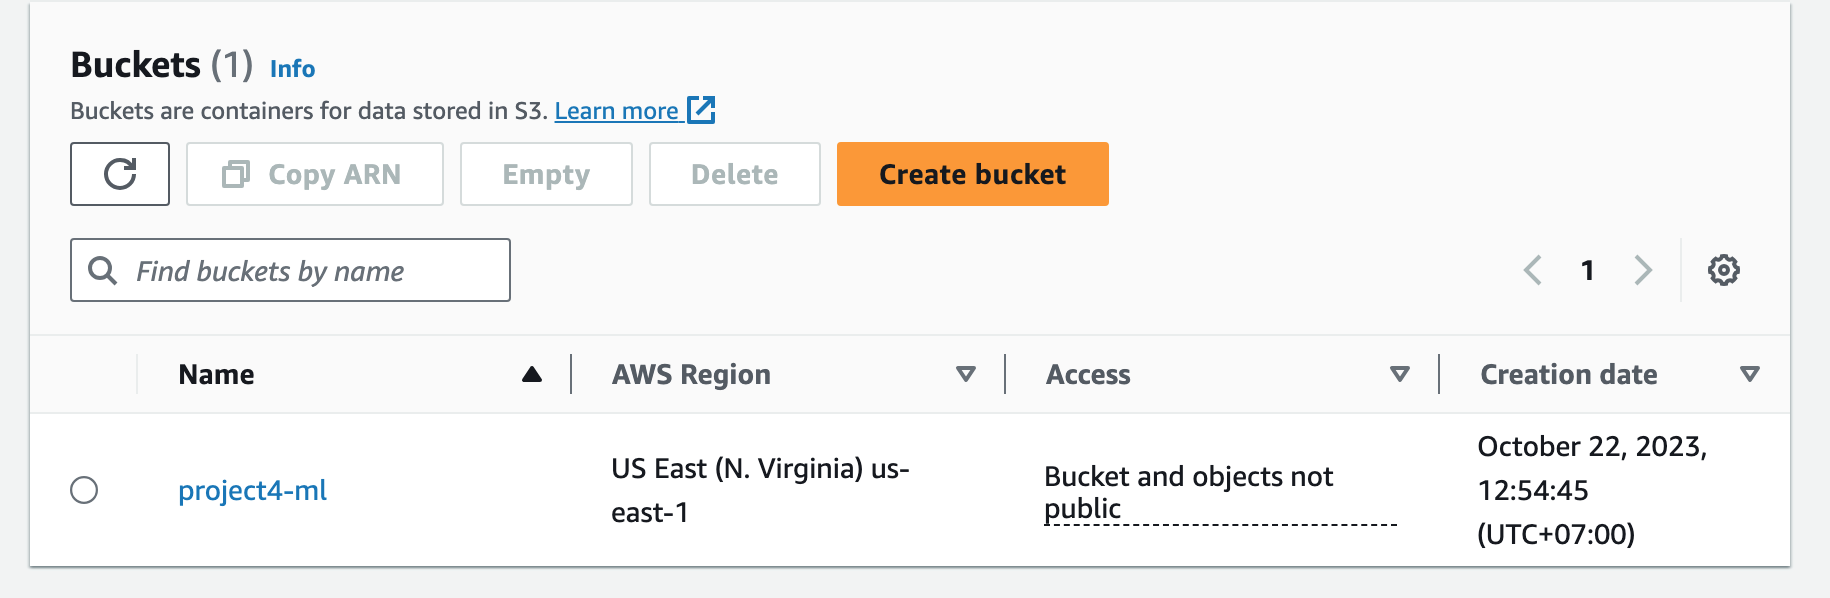 Buckets (1) Info
Buckets are containers for data stored in S3. Learn more
Copy ARN Empty Delete Create bucket
Find buckets by name 1
Name AWS Region Access Creation date
project4-ml
US East (N. Virginia) us-
east-1
Bucket and objects not
public
October 22, 2023,
12:54:45
(UTC+07:00)